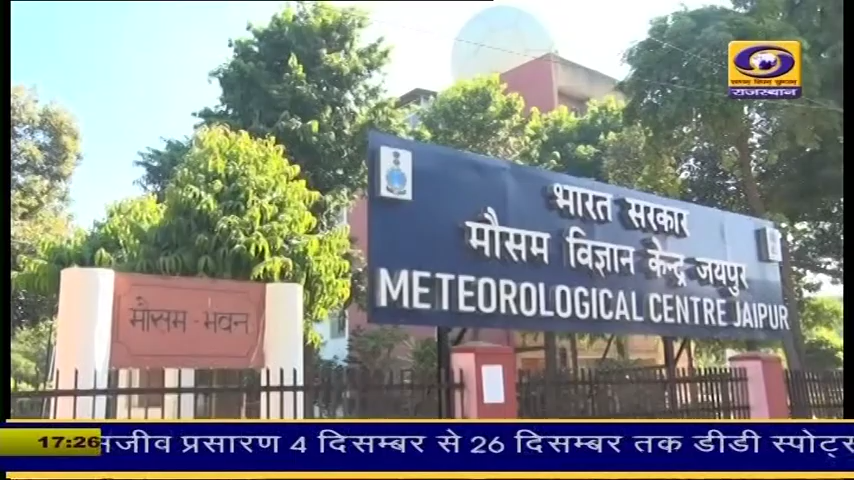 राजस्थान
भारत सरकार
मौसम विज्ञान केन्द्र जयपुर
METEOROLOGICAL CENTRE JAIPUR
मौसम - भवन
17:26 प्रसारण 4 दिसम्बर से 26 दिसम्बर तक डीडी